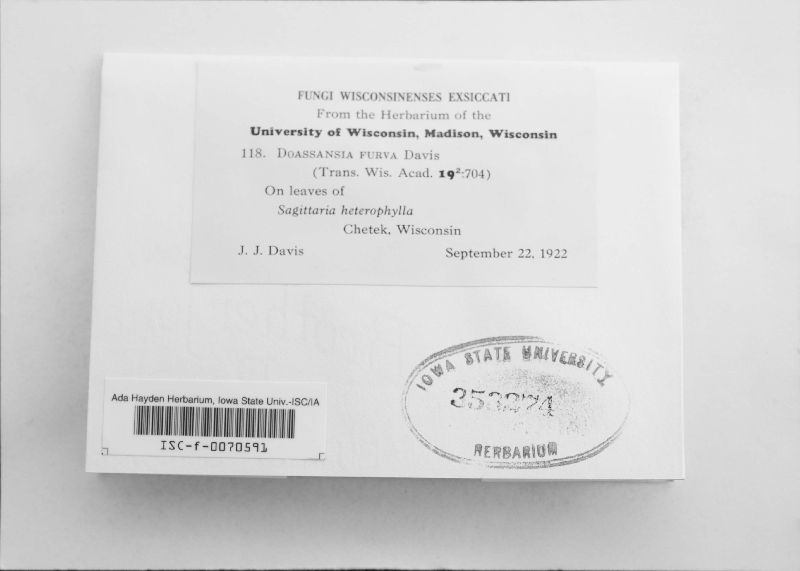 FUNGI WISCONSINENSES EXSICCATI
From the Herbarium of the
University of Wisconsin, Madison, Wisconsin
118. DOASSANSIA FURVA Davis
(Trans. Wis. Acad. 19²:704)
On leaves of
Sagittaria heterophylla
Chetek, Wisconsin
J. J. Davis September 22, 1922
IOWA STATE UNIVERSITY
HERBARIUM
Ada Hayden Herbarium, Iowa State Univ.-ISC/IA
ISC-f-0070591